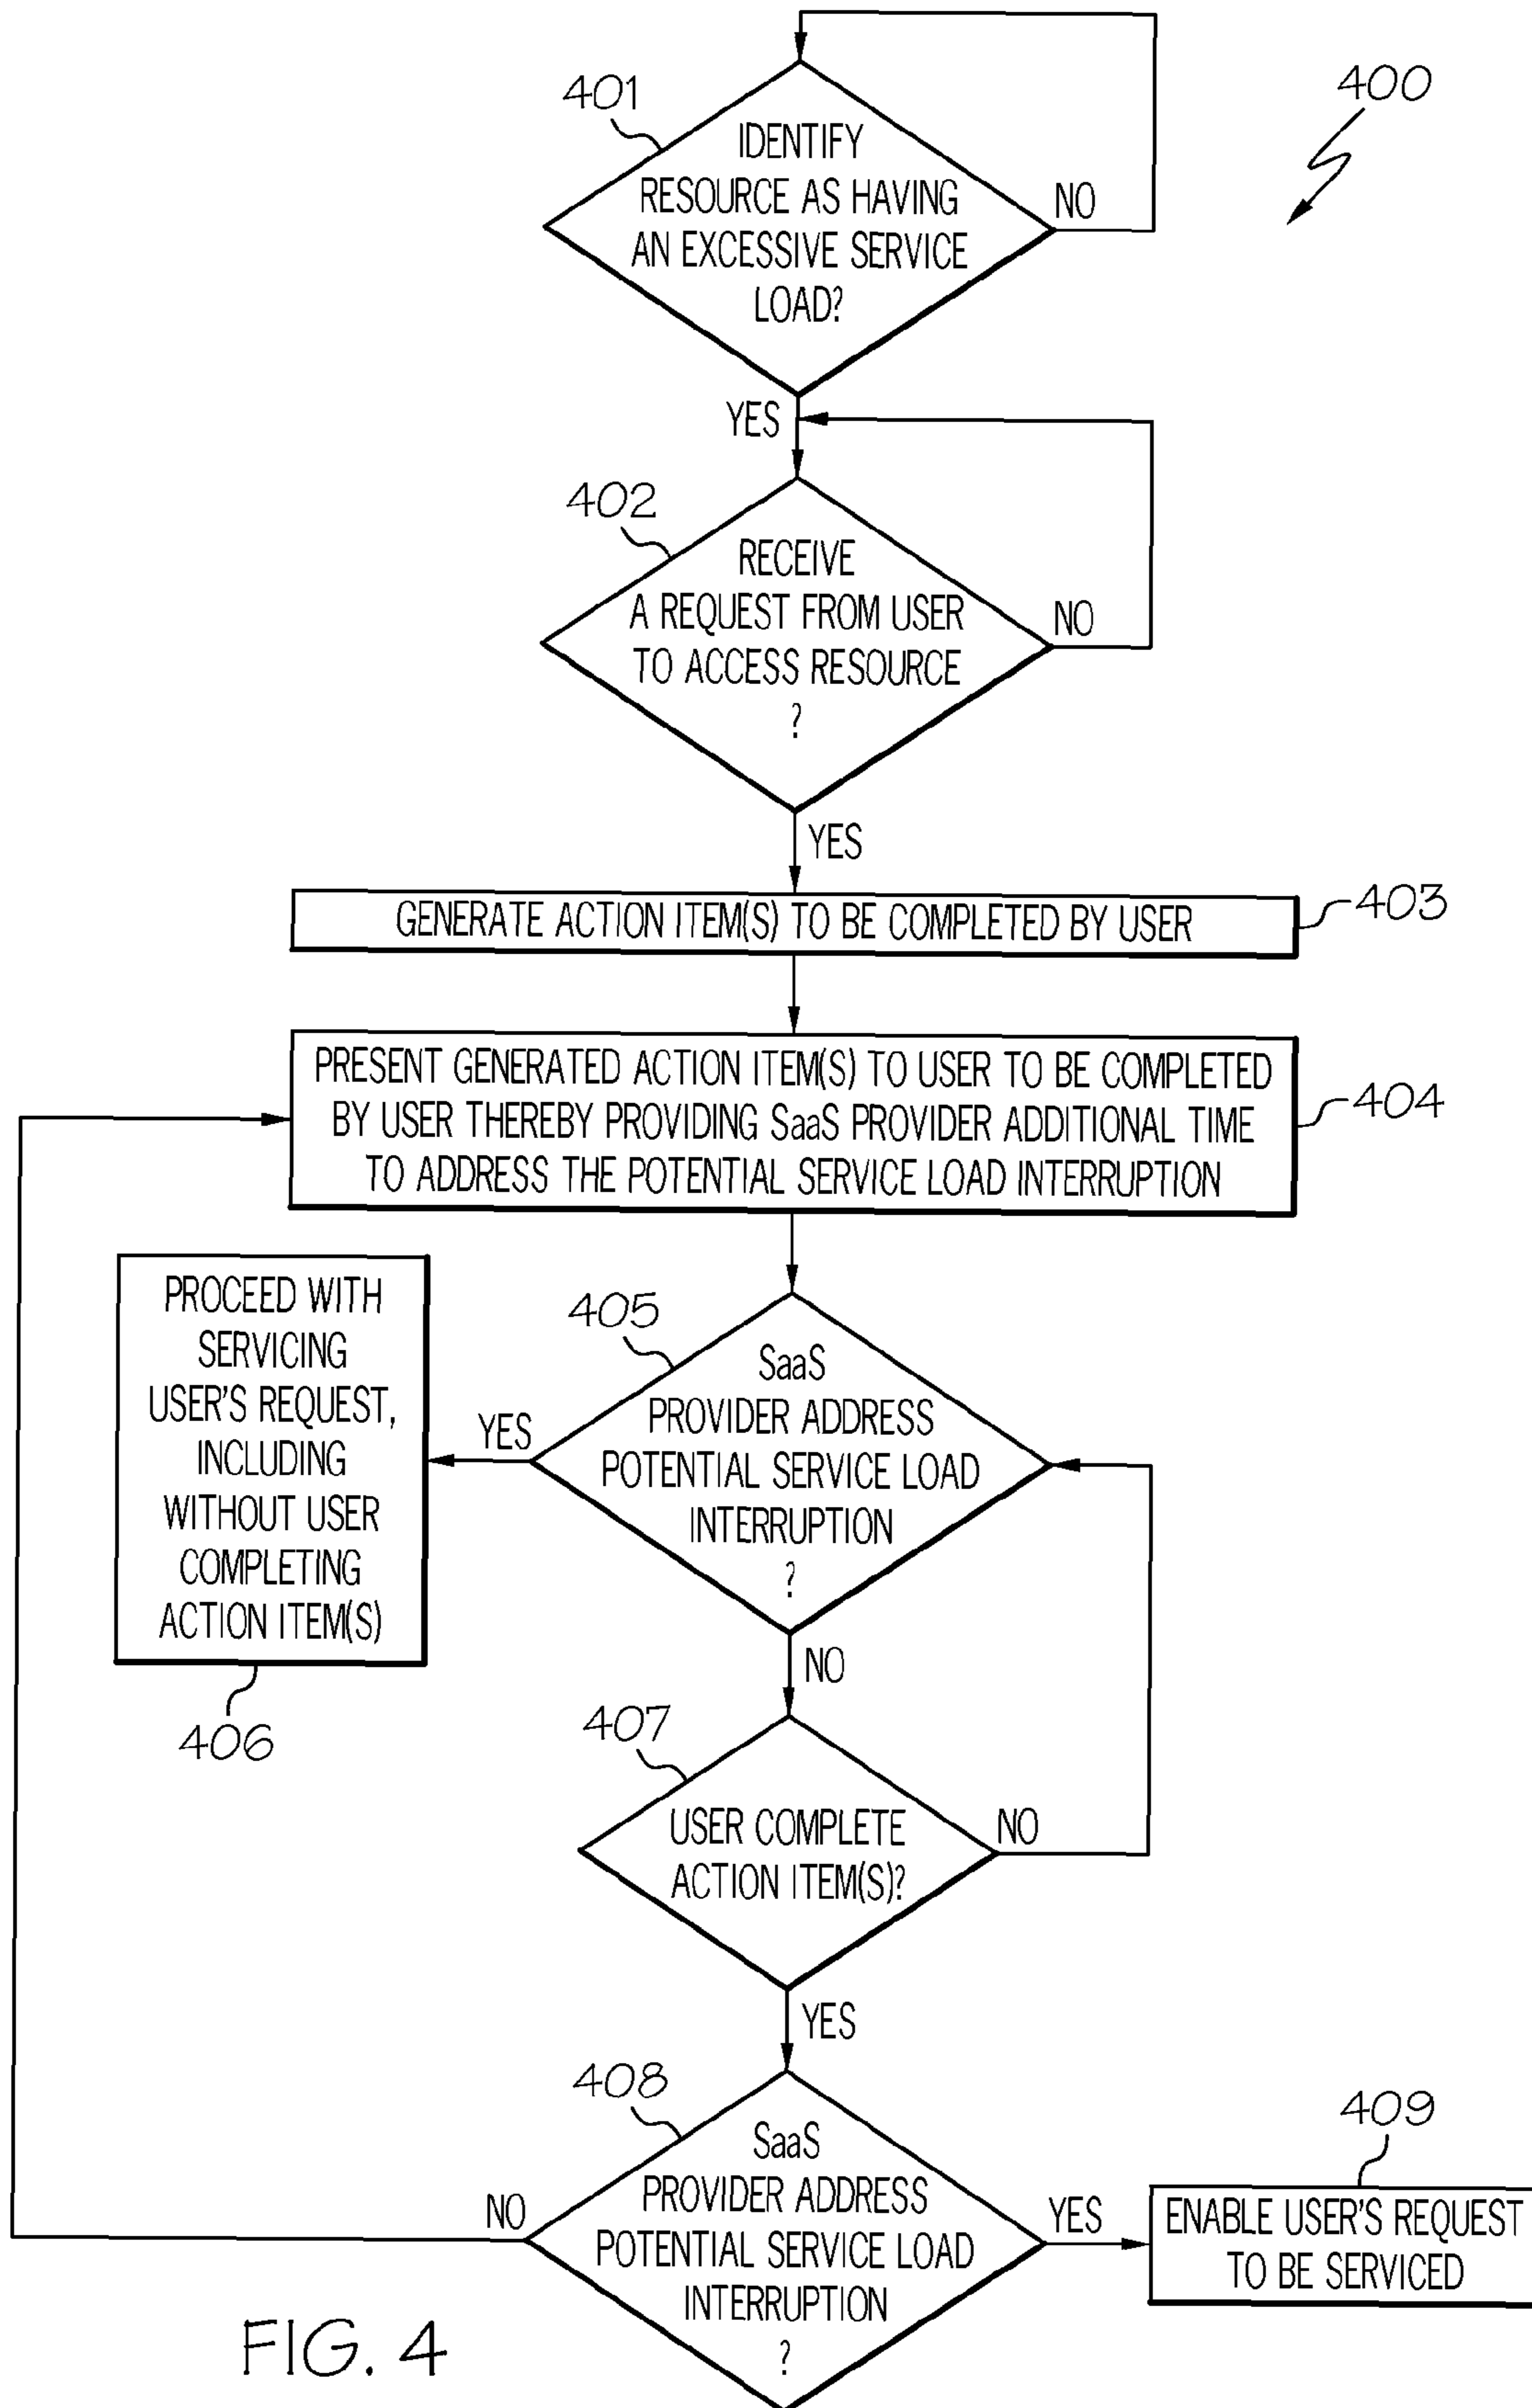 400
401
IDENTIFY
RESOURCE AS HAVING
AN EXCESSIVE SERVICE
LOAD?
NO
YES
402
RECEIVE
A REQUEST FROM USER
TO ACCESS RESOURCE
?
NO
YES
GENERATE ACTION ITEM(S) TO BE COMPLETED BY USER
403
PRESENT GENERATED ACTION ITEM(S) TO USER TO BE COMPLETED
BY USER THEREBY PROVIDING SaaS PROVIDER ADDITIONAL TIME
TO ADDRESS THE POTENTIAL SERVICE LOAD INTERRUPTION
404
405
SaaS
PROVIDER ADDRESS
POTENTIAL SERVICE LOAD
INTERRUPTION
?
YES
PROCEED WITH
SERVICING
USER'S REQUEST,
INCLUDING
WITHOUT USER
COMPLETING
ACTION ITEM(S)
406
NO
407
USER COMPLETE
ACTION ITEM(S)?
NO
YES
408
SaaS
PROVIDER ADDRESS
POTENTIAL SERVICE LOAD
INTERRUPTION
?
NO
YES
409
ENABLE USER'S REQUEST
TO BE SERVICED
FIG. 4